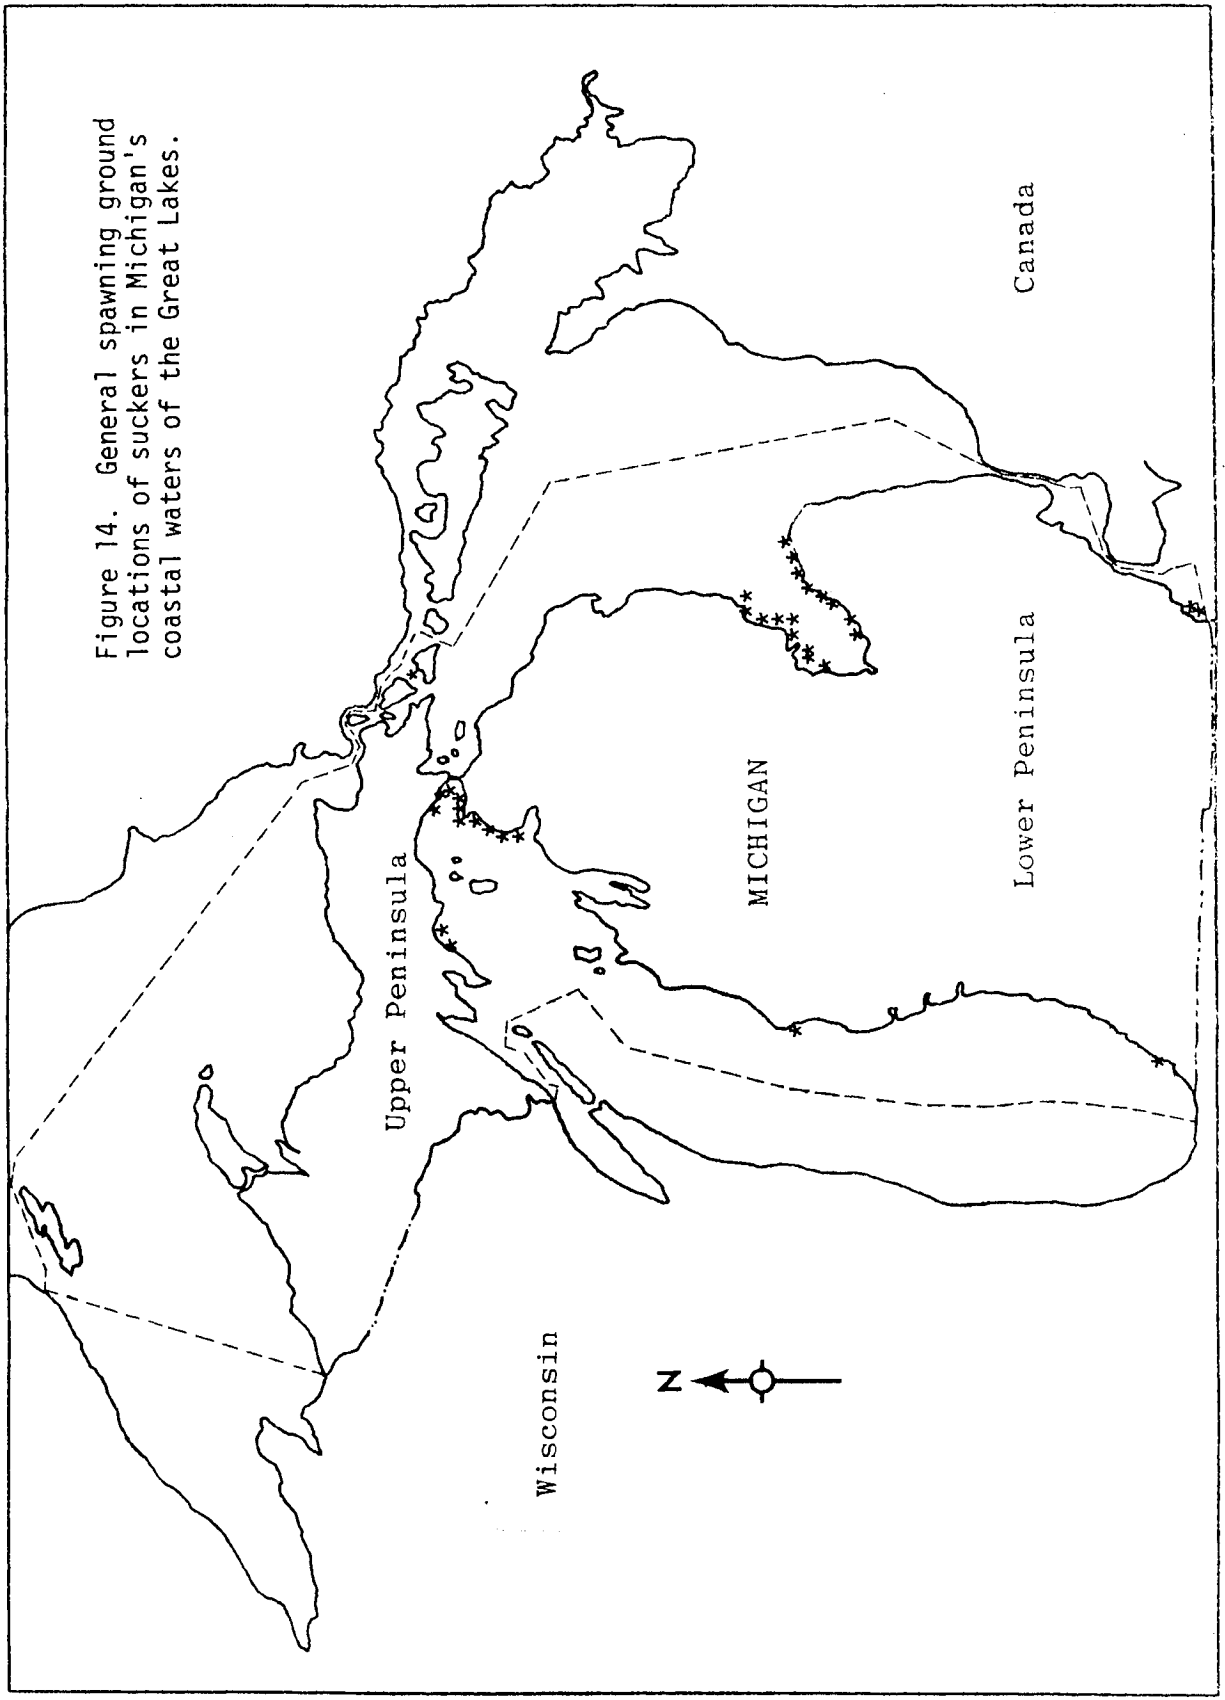 Figure 14. General spawning ground
locations of suckers in Michigan's
coastal waters of the Great Lakes.
Upper Peninsula
Canada
MICHIGAN
Wisconsin
N
Lower Peninsula